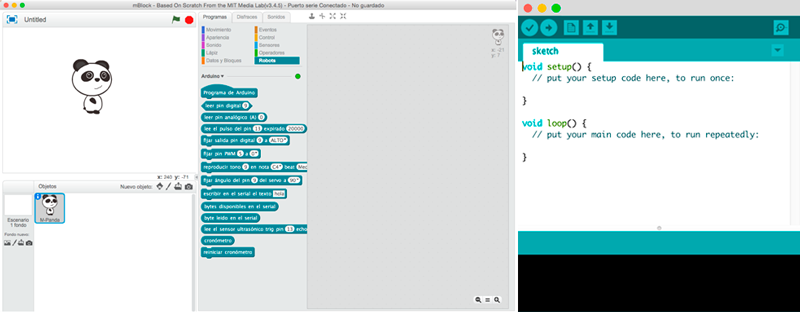 mBlock - Based On Scratch From the MIT Media Lab(v3.4.5) - Puerto serie Conectado - No guardado
Untitled
X: 240 y: -71
Objetos
Nuevo objeto:
Escenario
1 fondo
Fondo nuevo:
M-Panda
Programas
Disfraces
Sonidos
Movimiento
Eventos
Apariencia
Control
Sonido
Sensores
Lápiz
Operadores
Datos y Bloques
Robots
Arduino
Programa de Arduino
leer pin digital 9
leer pin analógico (A) 0
lee el pulso del pin 13 expirado 20000
fijar salida pin digital 9 a ALTO
fijar pin PWM 5 a 0
reproducir tono 9 en nota C4 beat
fijar ángulo del pin 9 del servo a 90
escribir en el serial el texto hola
bytes disponibles en el serial
byte leído en el serial
lee el sensor ultrasónico trig pin 13 echo
cronómetro
reiniciar cronómetro
sketch
void setup() {
// put your setup code here, to run once:
}
void loop() {
// put your main code here, to run repeatedly:
}